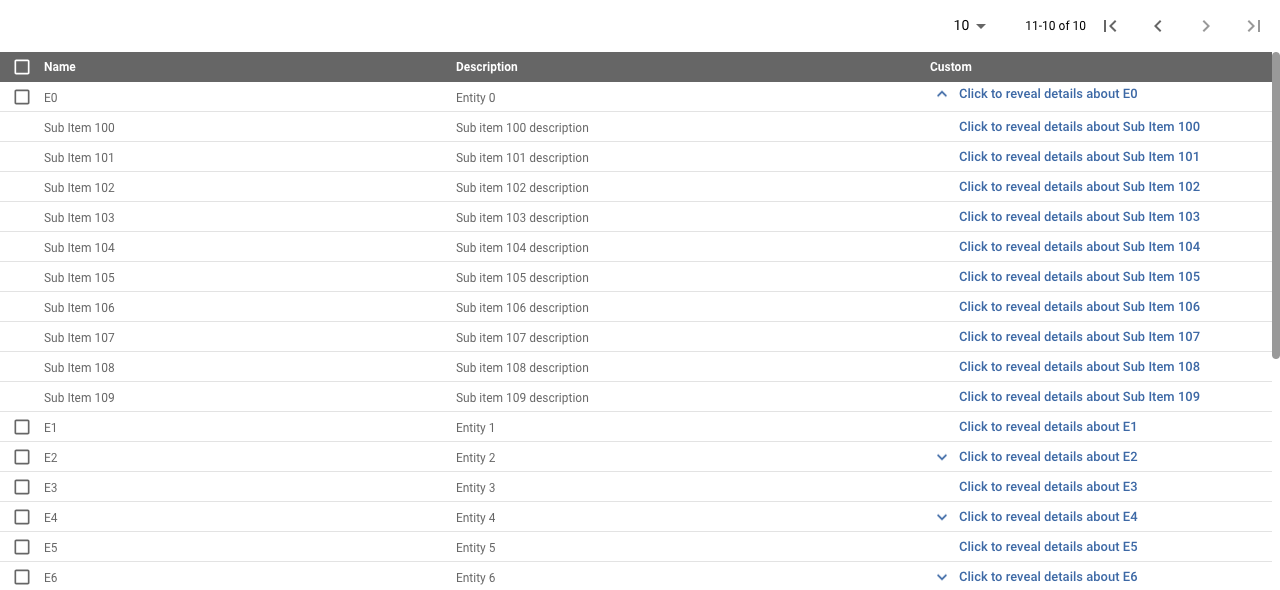 10 11-10 of 10
Name Description Custom
E0 Entity 0 Click to reveal details about E0
Sub Item 100 Sub item 100 description Click to reveal details about Sub Item 100
Sub Item 101 Sub item 101 description Click to reveal details about Sub Item 101
Sub Item 102 Sub item 102 description Click to reveal details about Sub Item 102
Sub Item 103 Sub item 103 description Click to reveal details about Sub Item 103
Sub Item 104 Sub item 104 description Click to reveal details about Sub Item 104
Sub Item 105 Sub item 105 description Click to reveal details about Sub Item 105
Sub Item 106 Sub item 106 description Click to reveal details about Sub Item 106
Sub Item 107 Sub item 107 description Click to reveal details about Sub Item 107
Sub Item 108 Sub item 108 description Click to reveal details about Sub Item 108
Sub Item 109 Sub item 109 description Click to reveal details about Sub Item 109
E1 Entity 1 Click to reveal details about E1
E2 Entity 2 Click to reveal details about E2
E3 Entity 3 Click to reveal details about E3
E4 Entity 4 Click to reveal details about E4
E5 Entity 5 Click to reveal details about E5
E6 Entity 6 Click to reveal details about E6